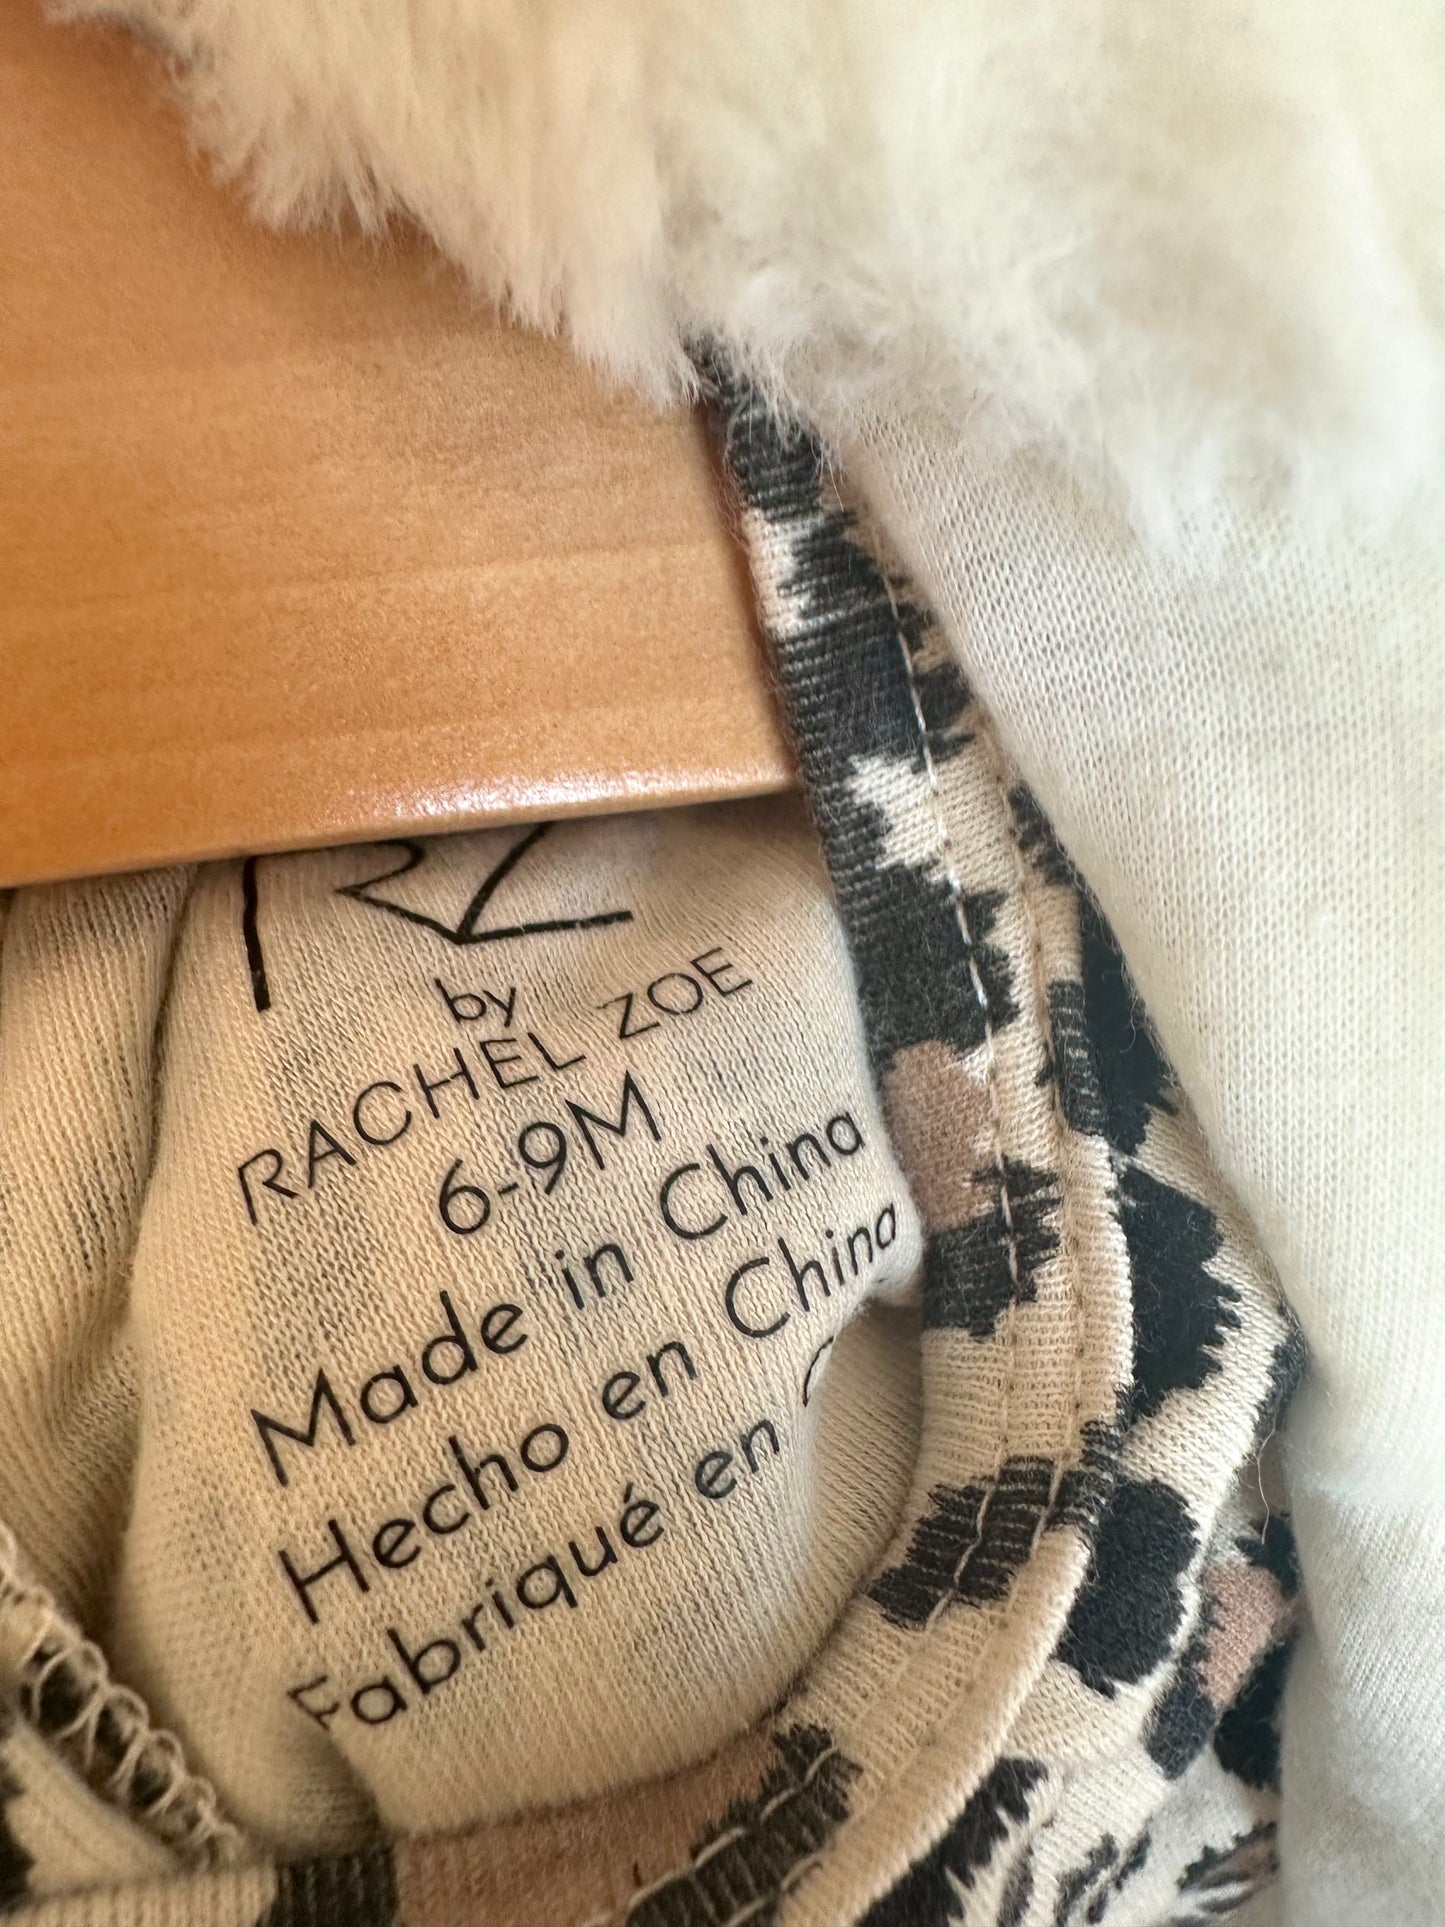 RZ
by
RACHEL ZOE
6-9M
Made in China
Hecho en China
Fabriqué en